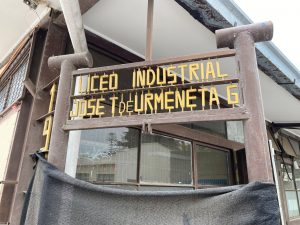 LICEO INDUSTRIAL
JOSE T DE URMENETA G